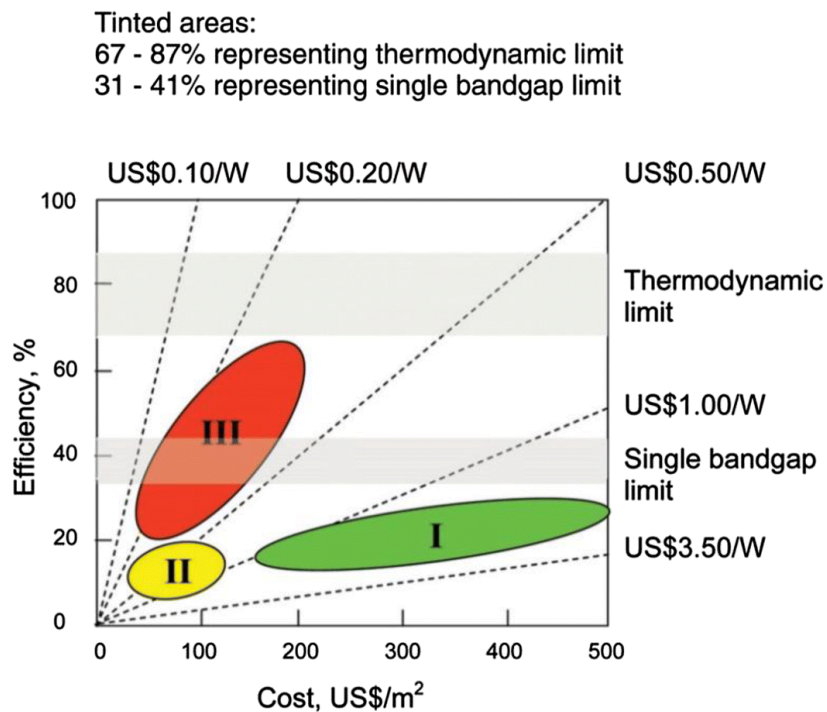 Tinted areas:
67 - 87% representing thermodynamic limit
31 - 41% representing single bandgap limit
US$0.10/W
US$0.20/W
US$0.50/W
100
80
60
40
20
0
Efficiency, %
Thermodynamic
limit
US$1.00/W
Single bandgap
limit
US$3.50/W
III
II
I
0
100
200
300
400
500
Cost, US$/m²